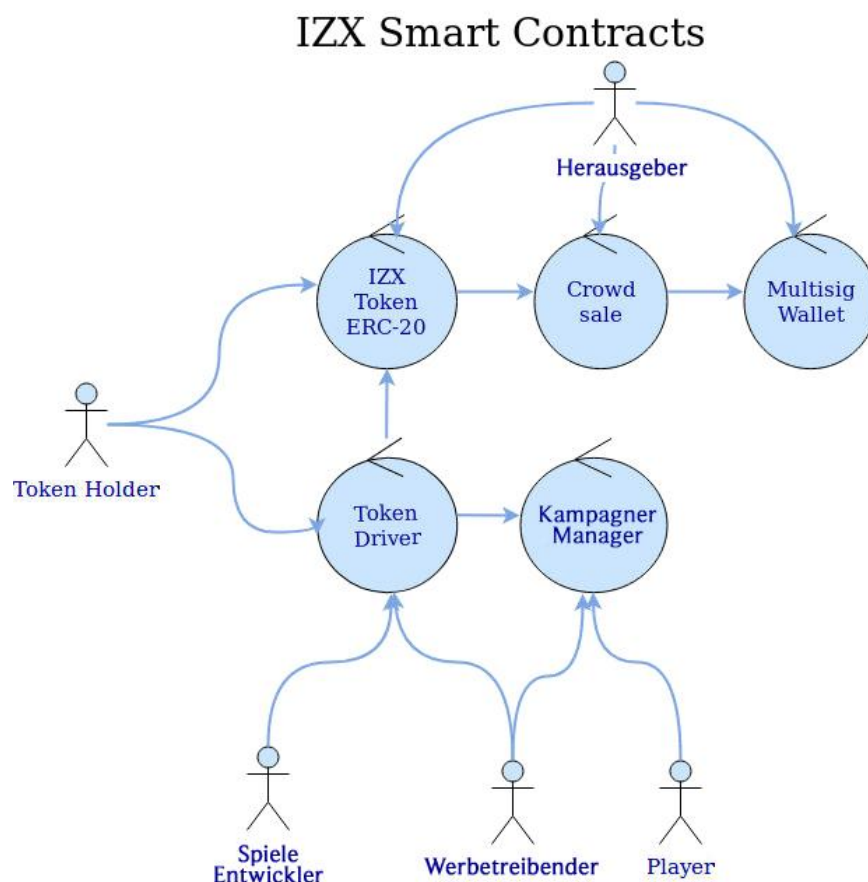 IZX Smart Contracts
Herausgeber
IZX
Token
ERC-20
Crowd
sale
Multisig
Wallet
Token Holder
Token
Driver
Kampagner
Manager
Spiele
Entwickler
Werbetreibender
Player